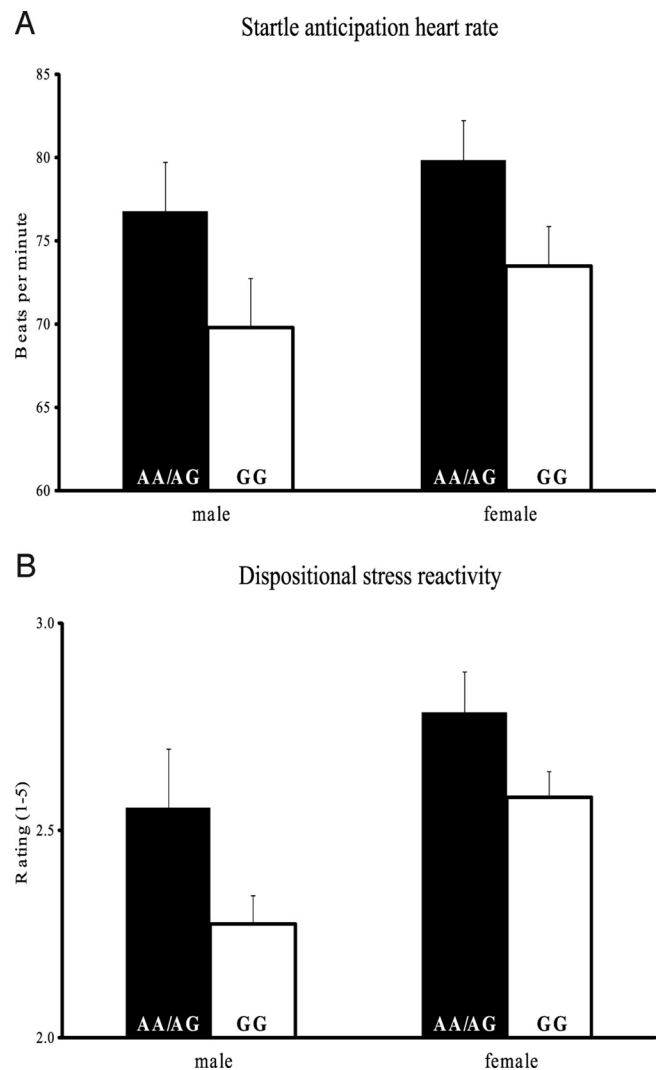 A
Startle anticipation heart rate
85
80
75
70
65
60
Beats per minute
AA/AG GG AA/AG GG
male female
B
Dispositional stress reactivity
3.0
2.5
2.0
Rating (1-5)
AA/AG GG AA/AG GG
male female